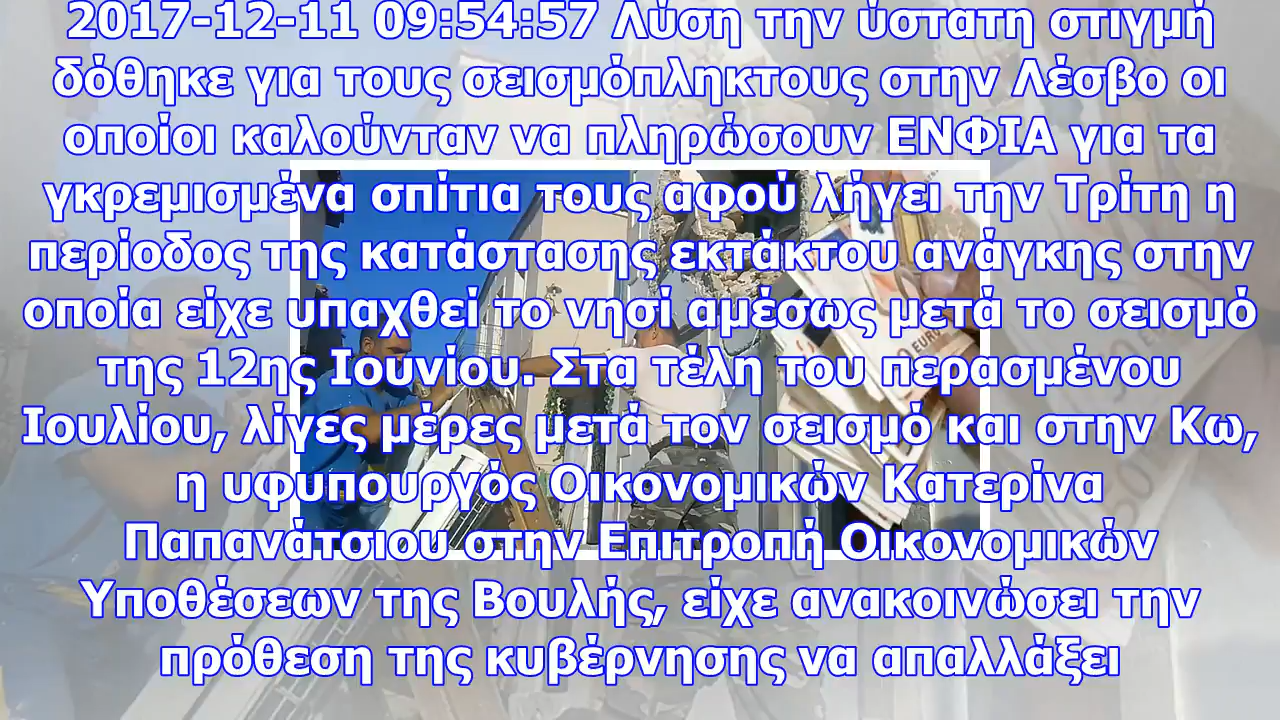 2017-12-11 09:54:57 Λύση την ύστατη στιγμή
δόθηκε για τους σεισμόπληκτους στην Λέσβο οι
οποίοι καλούνταν να πληρώσουν ΕΝΦΙΑ για τα
γκρεμισμένα σπίτια τους αφού λήγει την Τρίτη η
περίοδος της κατάστασης εκτάκτου ανάγκης στην
οποία είχε υπαχθεί το νησί αμέσως μετά το σεισμό
της 12ης Ιουνίου. Στα τέλη του περασμένου
Ιουλίου, λίγες μέρες μετά τον σεισμό και στην Κω,
η υφυπουργός Οικονομικών Κατερίνα
Παπανάτσιου στην Επιτροπή Οικονομικών
Υποθέσεων της Βουλής, είχε ανακοινώσει την
πρόθεση της κυβέρνησης να απαλλάξει
EURO